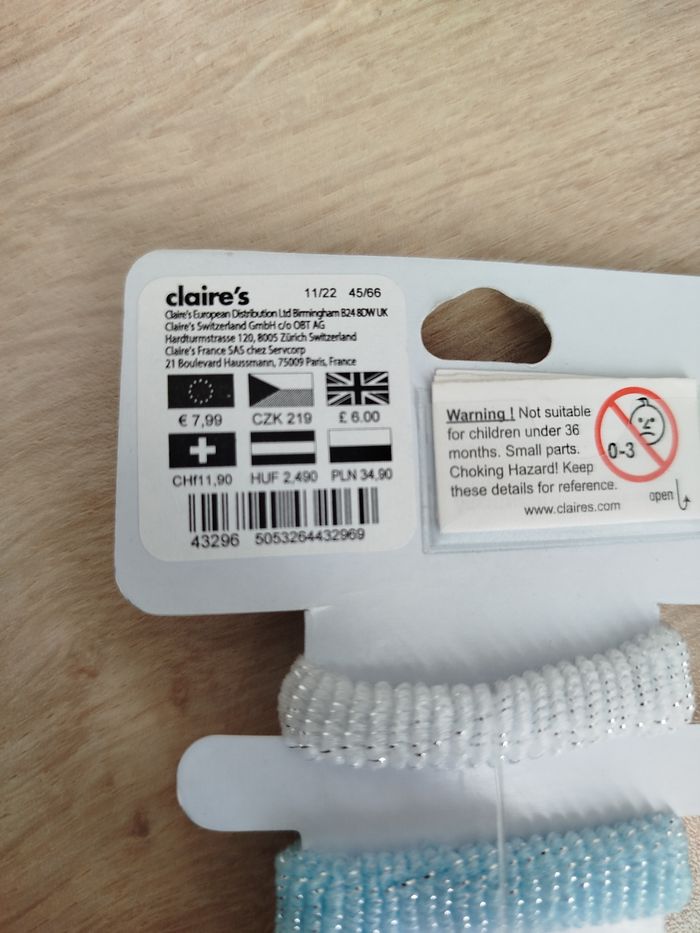 claire's 11/22 45/66
Claire's European Distribution Ltd Birmingham B24 8DW UK
Claire's Switzerland GmbH c/o OBT AG
Hardturmstrasse 120, 8005 Zürich Switzerland
Claire's France SAS chez Servcorp
21 Boulevard Haussmann, 75009 Paris, France
€ 7,99 CZK 219 £ 6.00
CHf11,90 HUF 2,490 PLN 34,90
43296 5053264432969
Warning ! Not suitable
for children under 36
months. Small parts.
Choking Hazard! Keep
these details for reference.
www.claires.com
0-3
open